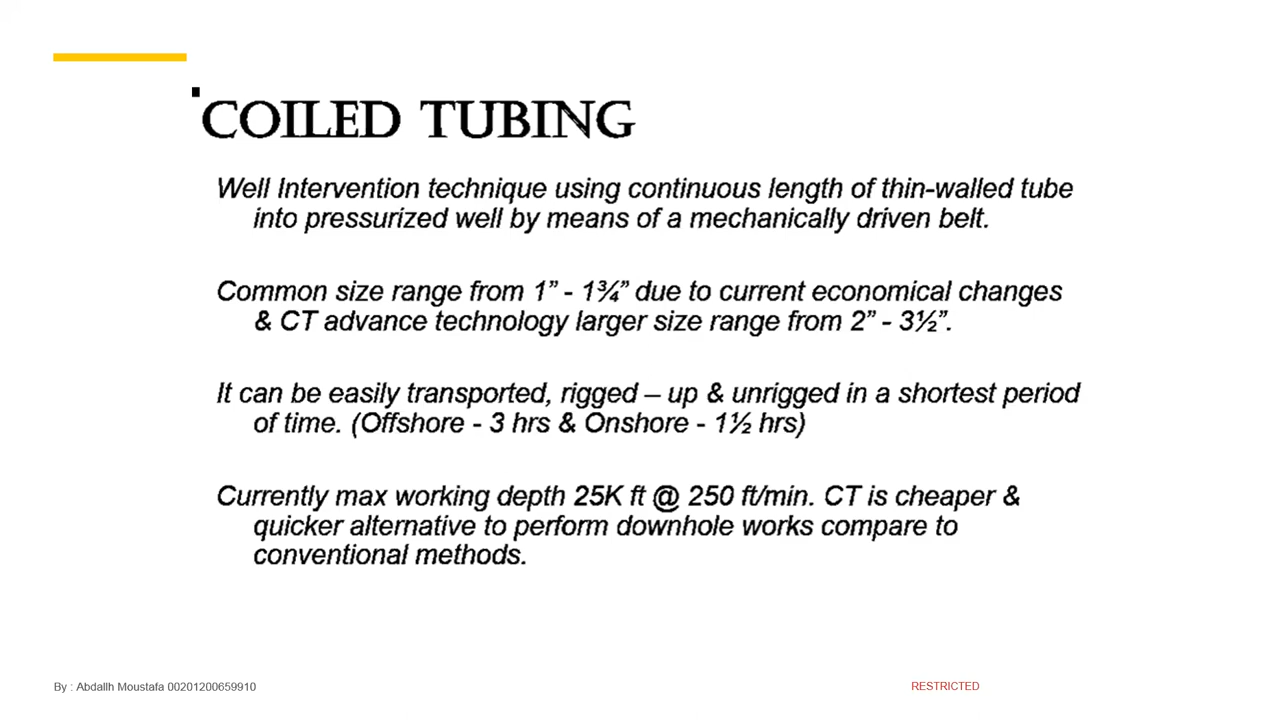 COILED TUBING
Well Intervention technique using continuous length of thin-walled tube
into pressurized well by means of a mechanically driven belt.
Common size range from 1” - 1¾” due to current economical changes
& CT advance technology larger size range from 2” - 3½”.
It can be easily transported, rigged – up & unrigged in a shortest period
of time. (Offshore - 3 hrs & Onshore - 1½ hrs)
Currently max working depth 25K ft @ 250 ft/min. CT is cheaper &
quicker alternative to perform downhole works compare to
conventional methods.
By : Abdallh Moustafa 00201200659910
RESTRICTED